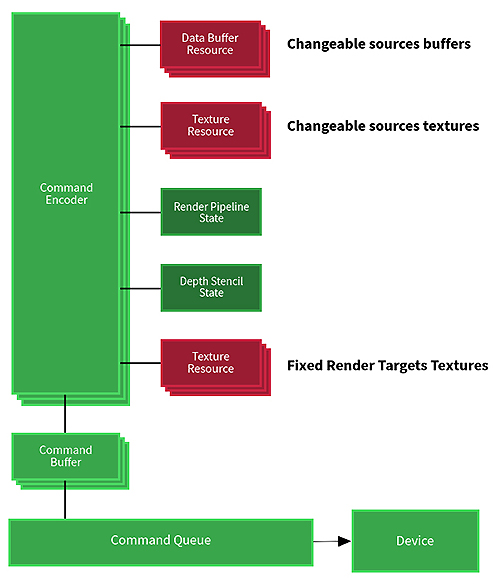 Data Buffer
Resource
Changeable sources buffers
Texture
Resource
Changeable sources textures
Command
Encoder
Render Pipeline
State
Depth Stencil
State
Texture
Resource
Fixed Render Targets Textures
Command
Buffer
Command Queue
Device